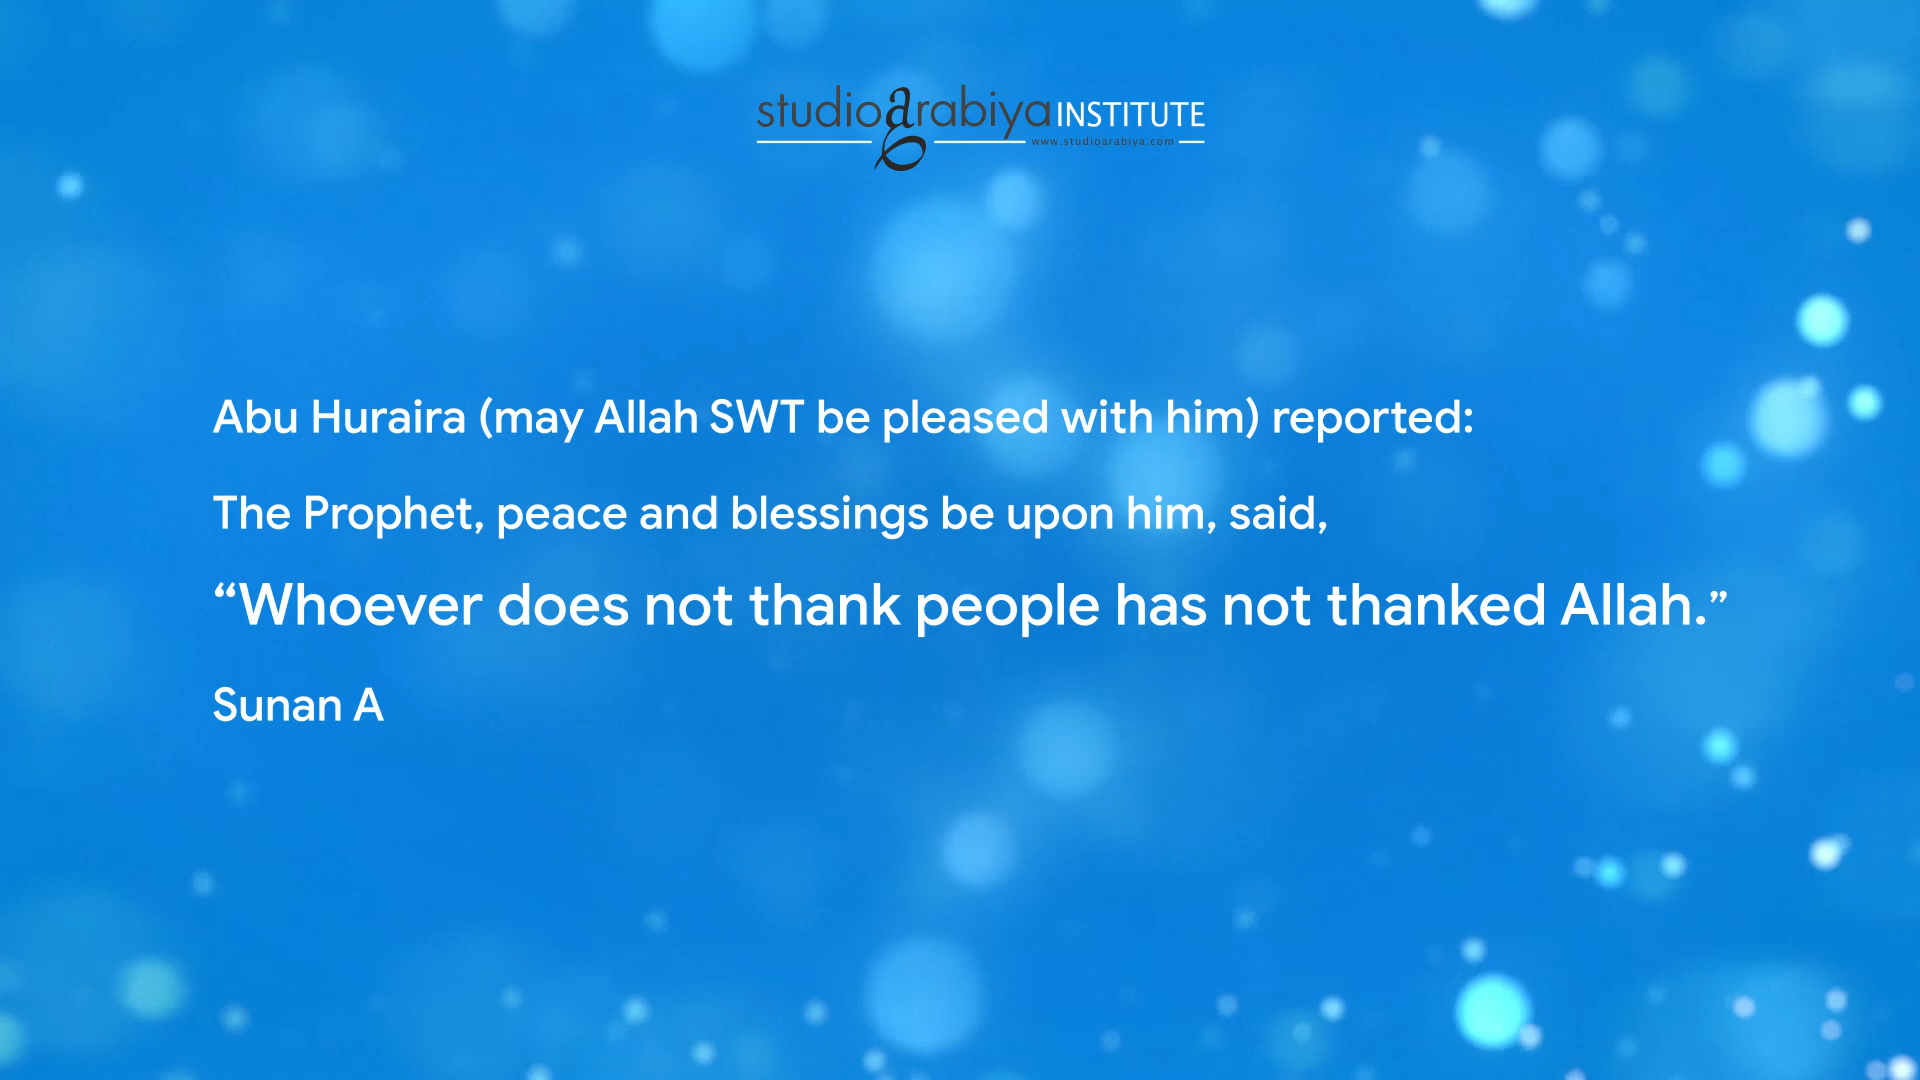 studioarabiya INSTITUTE
www.studioarabiya.com
Abu Huraira (may Allah SWT be pleased with him) reported:
The Prophet, peace and blessings be upon him, said,
“Whoever does not thank people has not thanked Allah.”
Sunan A